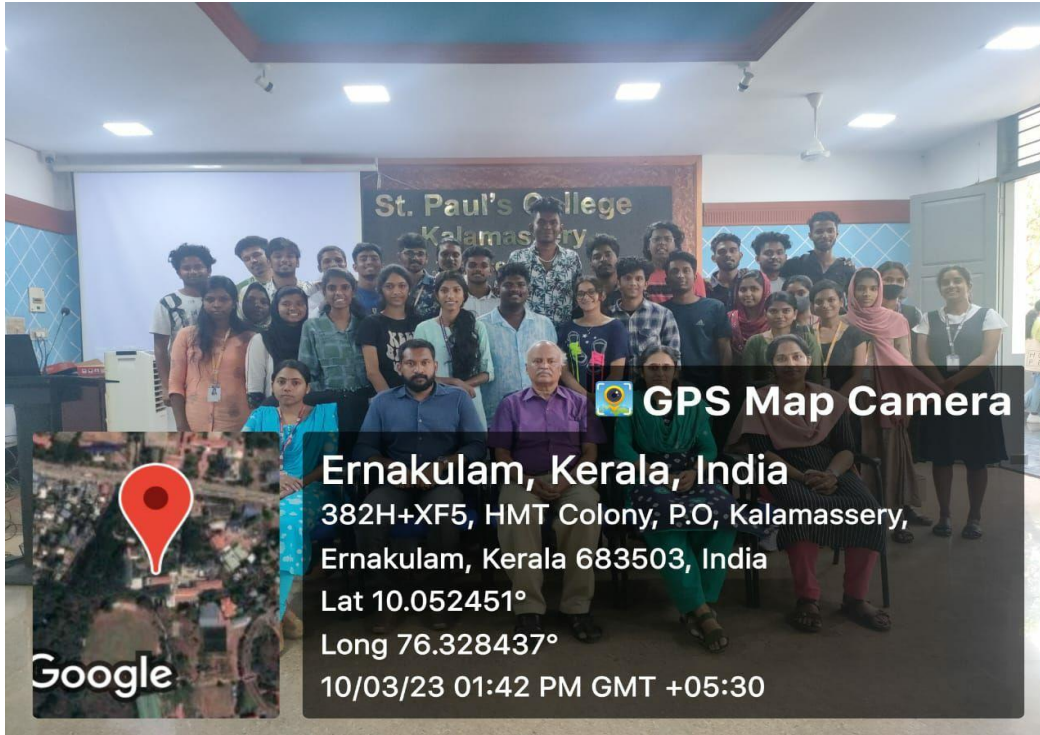 St. Paul's College
Kalamassery
GPS Map Camera
Ernakulam, Kerala, India
382H+XF5, HMT Colony, P.O, Kalamassery,
Ernakulam, Kerala 683503, India
Lat 10.052451°
Long 76.328437°
10/03/23 01:42 PM GMT +05:30
Google